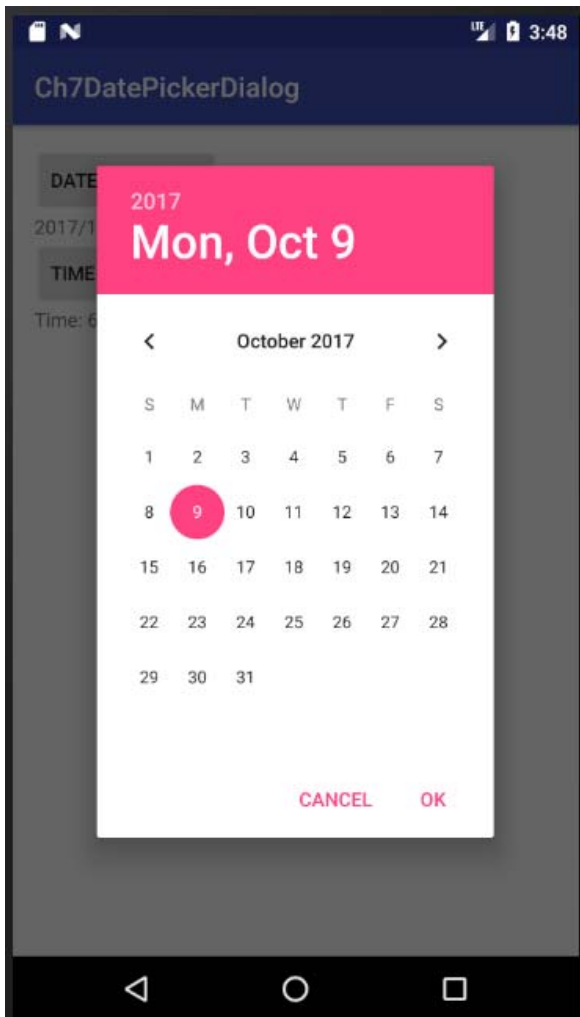 3:48
Ch7DatePickerDialog
DATE
2017/1
TIME
Time: 6
2017
Mon, Oct 9
October 2017
S M T W T F S
1 2 3 4 5 6 7
8 9 10 11 12 13 14
15 16 17 18 19 20 21
22 23 24 25 26 27 28
29 30 31
CANCEL OK